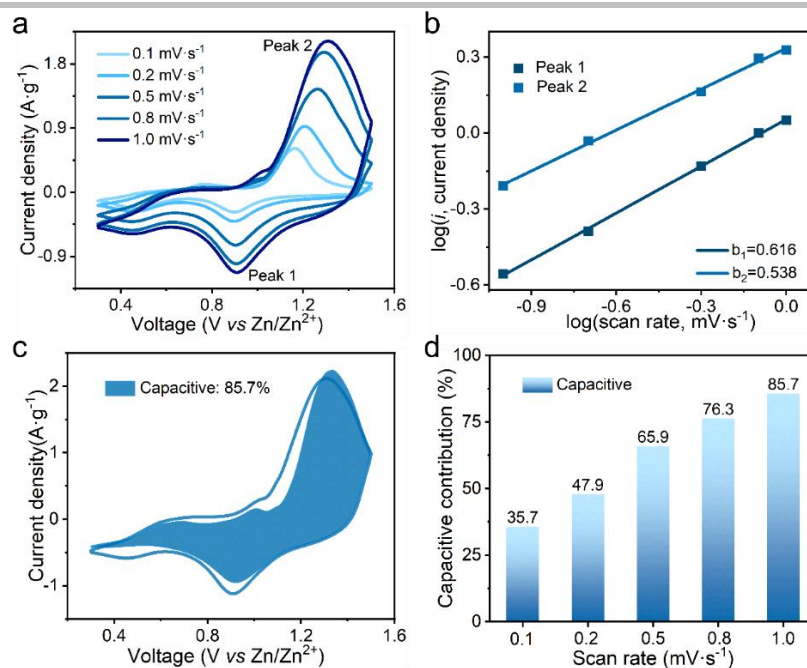 a
1.8
0.9
0.0
-0.9
Current density (A·g⁻¹)
0.1 mV·s⁻¹
0.2 mV·s⁻¹
0.5 mV·s⁻¹
0.8 mV·s⁻¹
1.0 mV·s⁻¹
Peak 2
Peak 1
0.4 0.8 1.2 1.6
Voltage (V vs Zn/Zn²⁺)
b
0.3
0.0
-0.3
-0.6
log(i, current density)
Peak 1
Peak 2
b₁=0.616
b₂=0.538
-0.9 -0.6 -0.3 0.0
log(scan rate, mV·s⁻¹)
c
2
1
0
-1
Current density(A·g⁻¹)
Capacitive: 85.7%
0.4 0.8 1.2 1.6
Voltage (V vs Zn/Zn²⁺)
d
100
75
50
25
0
Capacitive contribution (%)
Capacitive
35.7
47.9
65.9
76.3
85.7
0.1 0.2 0.5 0.8 1.0
Scan rate (mV·s⁻¹)